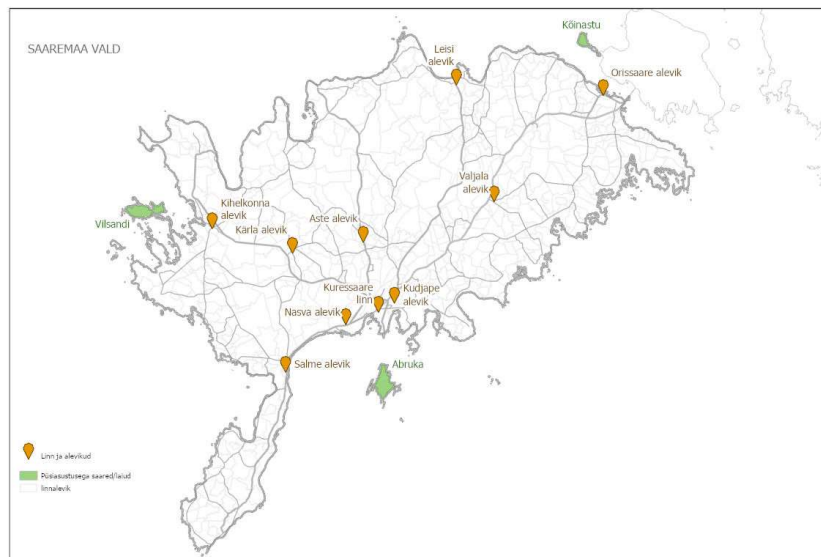 SAAREMAA VALD
Kõinastu
Leisi
alevik
Orissaare alevik
Valjala
alevik
Kihelkonna
alevik
Vilsandi
Kärla alevik
Aste alevik
Kuressaare
linn
Kudjape
alevik
Nasva alevik
Salme alevik
Abruka
Linn ja alevikud
Püsiasustusega saared/laiud
linnalevik